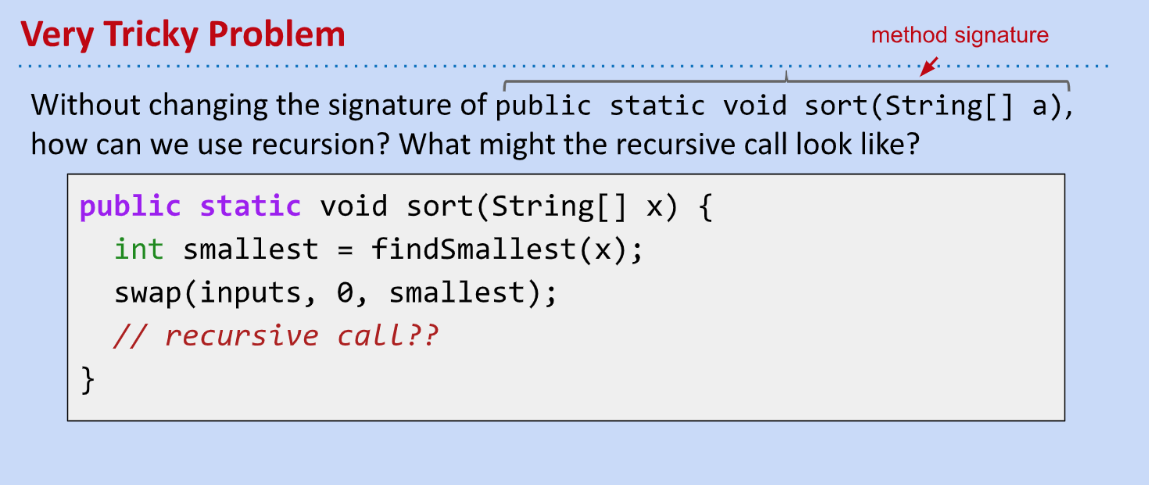 Very Tricky Problem
method signature
Without changing the signature of public static void sort(String[] a),
how can we use recursion? What might the recursive call look like?
public static void sort(String[] x) {
int smallest = findSmallest(x);
swap(inputs, 0, smallest);
// recursive call??
}